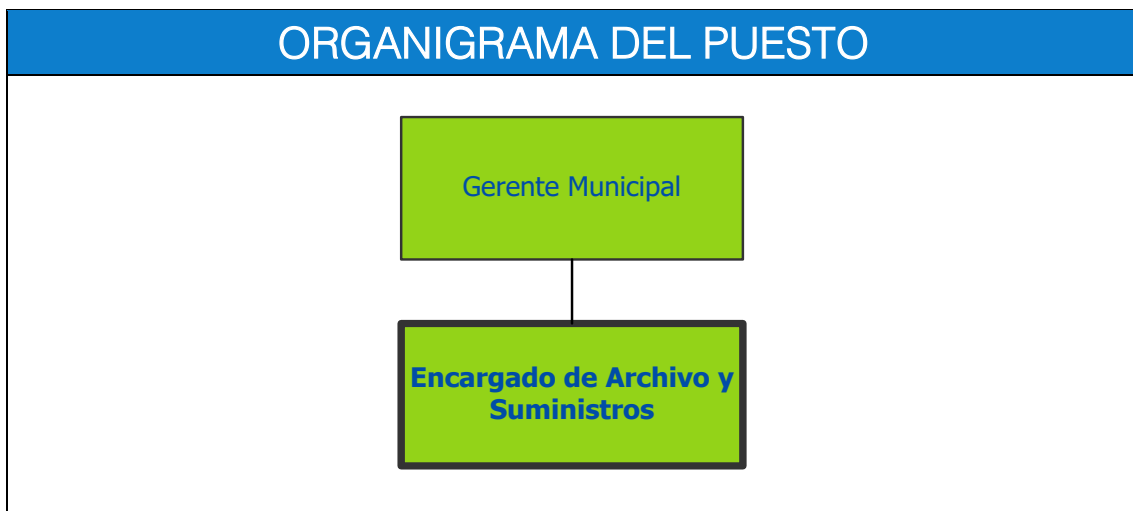 ORGANIGRAMA DEL PUESTO
Gerente Municipal
Encargado de Archivo y
Suministros